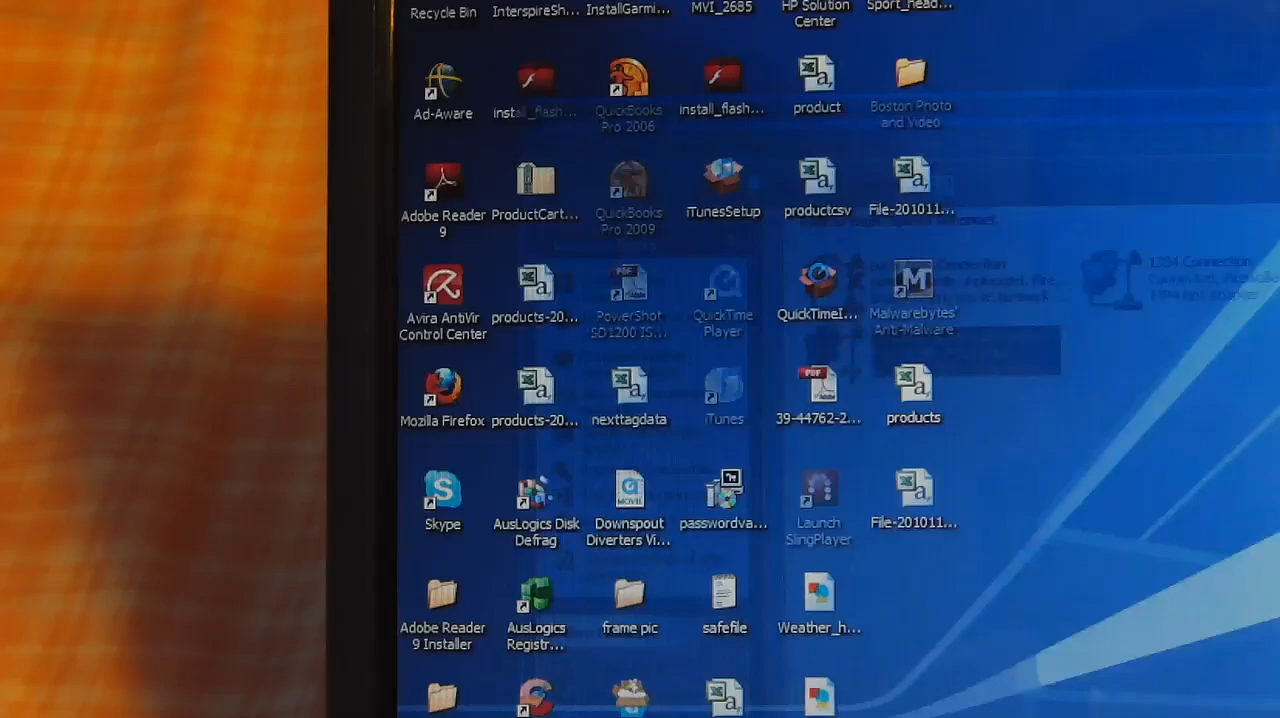 Recycle Bin
InterspireSh...
InstallGarmi...
MVI_2685
HP Solution
Center
Sport_head...
Ad-Aware
install_flash...
QuickBooks
Pro 2006
install_flash...
product
Boston Photo
and Video
Adobe Reader
9
ProductCart...
QuickBooks
Pro 2009
iTunesSetup
productcsv
File-201011...
Avira AntiVir
Control Center
products-20...
PowerShot
SD1200 IS...
QuickTime
Player
QuickTimeI...
Malwarebytes'
Anti-Malware
1394 Connection
Mozilla Firefox
products-20...
nexttagdata
iTunes
39-44762-2...
products
Skype
AusLogics Disk
Defrag
Downspout
Diverters Vi...
passwordva...
Launch
SlingPlayer
File-201011...
Adobe Reader
9 Installer
AusLogics
Registr...
frame pic
safefile
Weather_h...